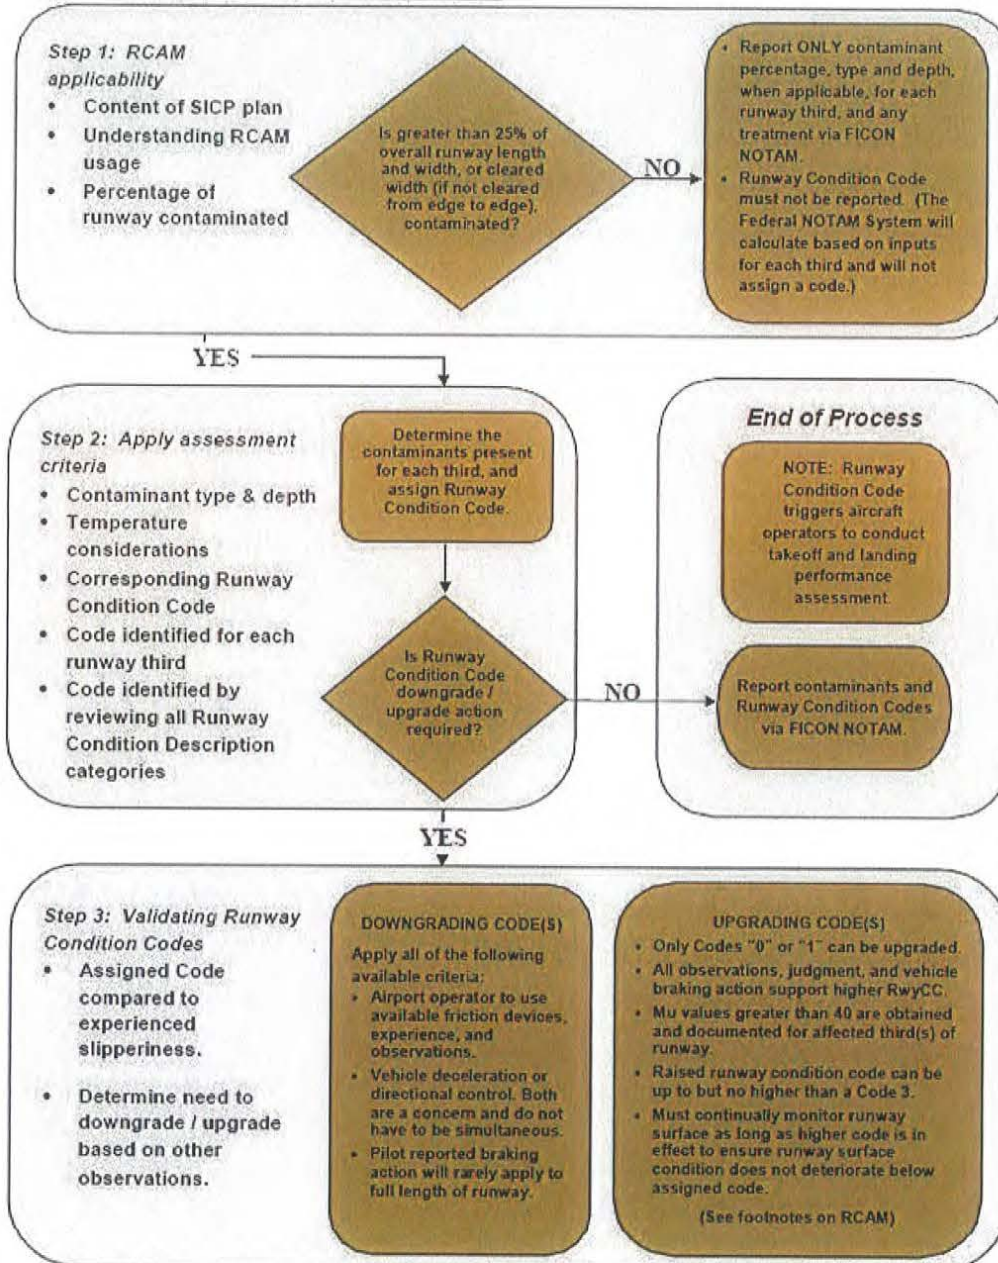 Step 1: RCAM
applicability
• Content of SICP plan
• Understanding RCAM
usage
• Percentage of
runway contaminated
Is greater than 25% of
overall runway length
and width, or cleared
width (if not cleared
from edge to edge),
contaminated?
NO
• Report ONLY contaminant
percentage, type and depth,
when applicable, for each
runway third, and any
treatment via FICON
NOTAM.
• Runway Condition Code
must not be reported. (The
Federal NOTAM System will
calculate based on inputs
for each third and will not
assign a code.)
YES
Step 2: Apply assessment
criteria
• Contaminant type & depth
• Temperature
considerations
• Corresponding Runway
Condition Code
• Code identified for each
runway third
• Code identified by
reviewing all Runway
Condition Description
categories
Determine the
contaminants present
for each third, and
assign Runway
Condition Code.
Is Runway
Condition Code
downgrade /
upgrade action
required?
NO
End of Process
NOTE: Runway
Condition Code
triggers aircraft
operators to conduct
takeoff and landing
performance
assessment.
Report contaminants and
Runway Condition Codes
via FICON NOTAM.
YES
Step 3: Validating Runway
Condition Codes
• Assigned Code
compared to
experienced
slipperiness.
• Determine need to
downgrade / upgrade
based on other
observations.
DOWNGRADING CODE(S)
Apply all of the following
available criteria:
• Airport operator to use
available friction devices,
experience, and
observations.
• Vehicle deceleration or
directional control. Both
are a concern and do not
have to be simultaneous.
• Pilot reported braking
action will rarely apply to
full length of runway.
UPGRADING CODE(S)
• Only Codes "0" or "1" can be upgraded.
• All observations, judgment, and vehicle
braking action support higher RwyCC.
• Mu values greater than 40 are obtained
and documented for affected third(s) of
runway.
• Raised runway condition code can be
up to but no higher than a Code 3.
• Must continually monitor runway
surface as long as higher code is in
effect to ensure runway surface
condition does not deteriorate below
assigned code.
(See footnotes on RCAM)